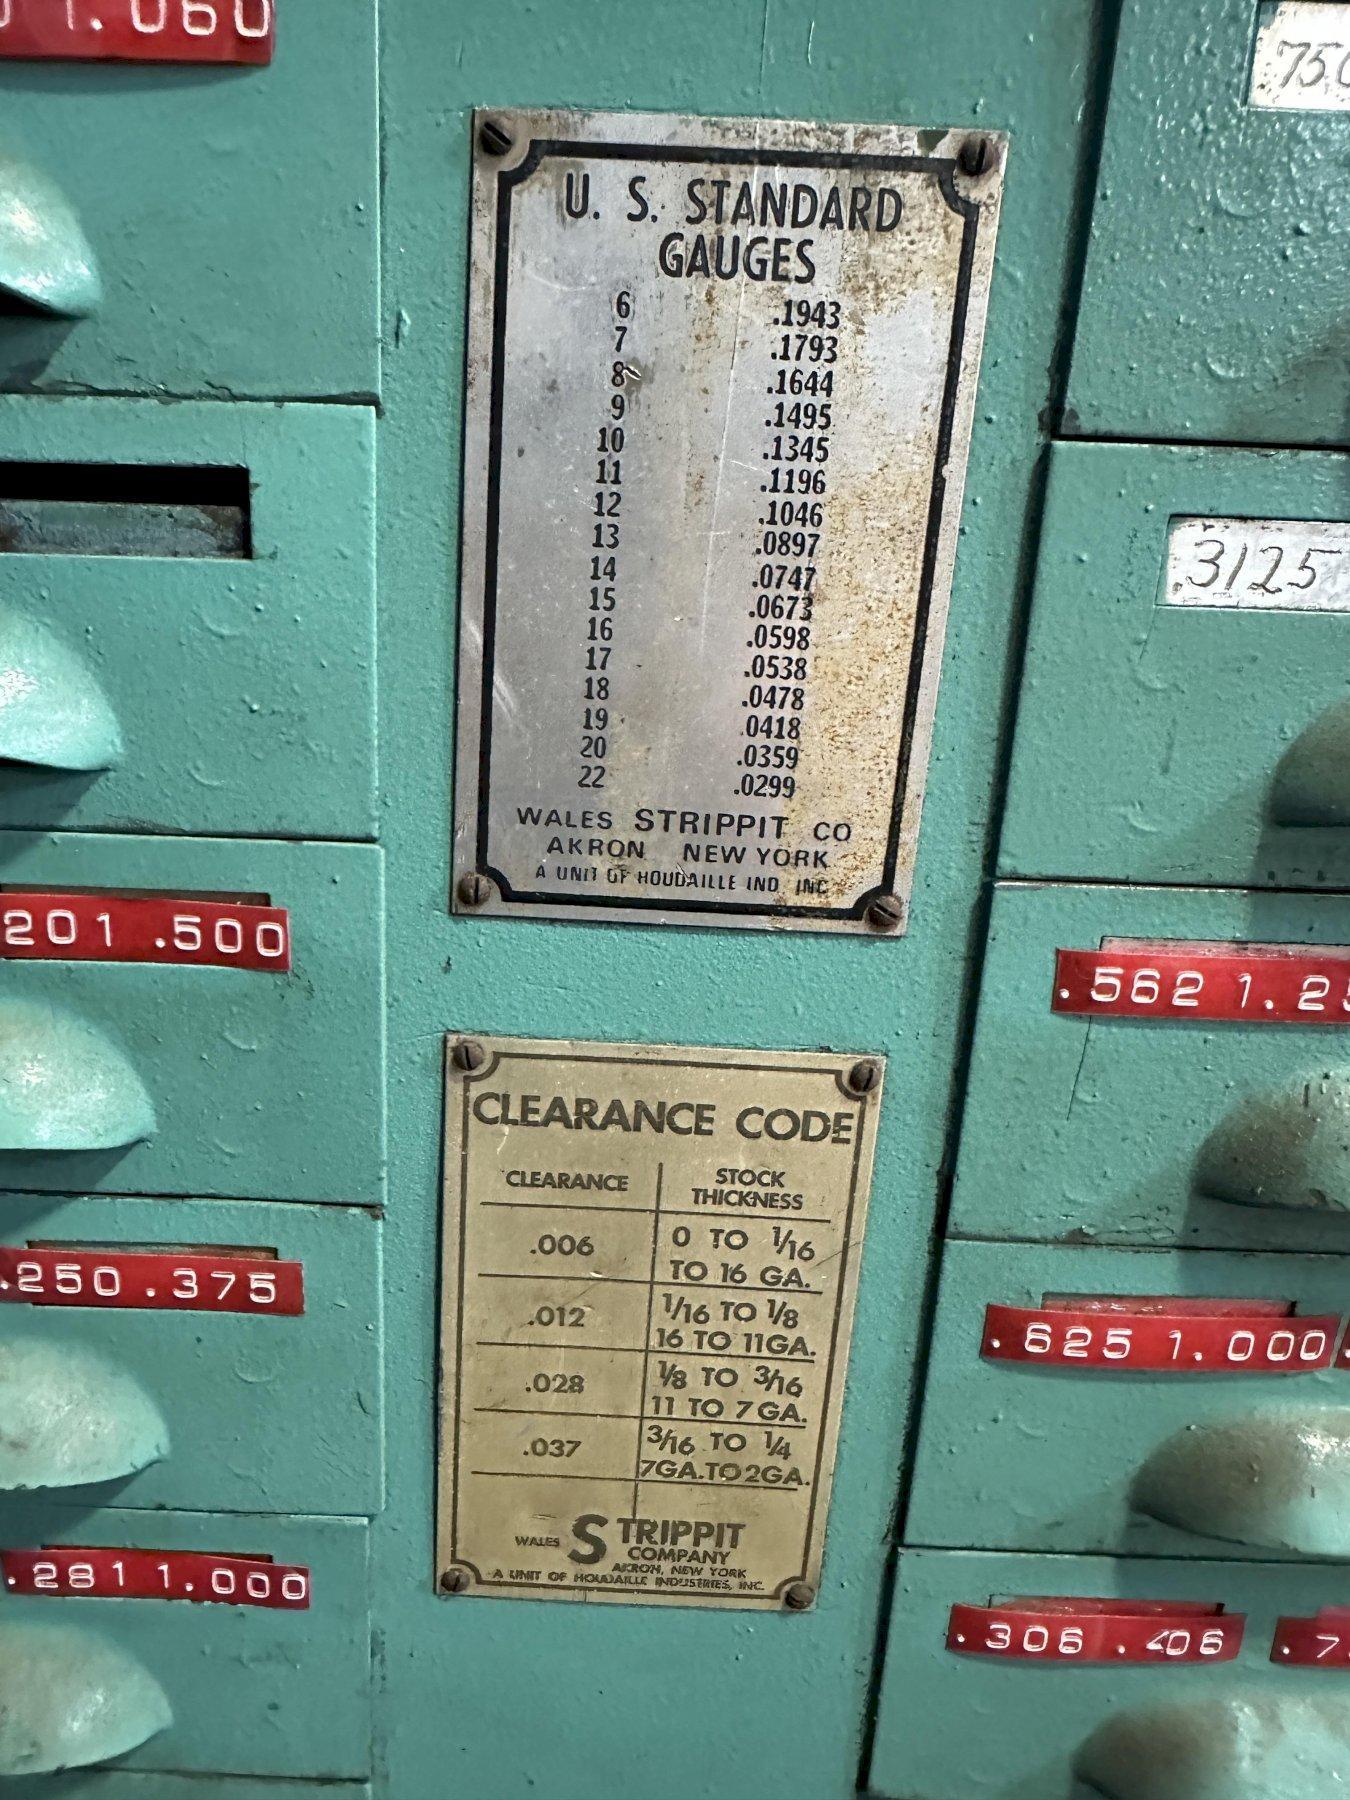 1.060
750
U. S. STANDARD
GAUGES
6 .1943
7 .1793
8 .1644
9 .1495
10 .1345
11 .1196
12 .1046
13 .0897
14 .0747
15 .0673
16 .0598
17 .0538
18 .0478
19 .0418
20 .0359
22 .0299
WALES STRIPPIT CO
AKRON NEW YORK
A UNIT OF HOUDAILLE IND. INC
.3125
201 .500
.562 1.25
CLEARANCE CODE
CLEARANCE STOCK
THICKNESS
.006 0 TO 1/16
TO 16 GA.
.012 1/16 TO 1/8
16 TO 11GA.
.028 1/8 TO 3/16
11 TO 7 GA.
.037 3/16 TO 1/4
7GA.TO 2GA.
WALES STRIPPIT
COMPANY
AKRON, NEW YORK
A UNIT OF HOUDAILLE INDUSTRIES, INC.
.250 .375
.625 1.000
.281 1.000
.306 .406
.7